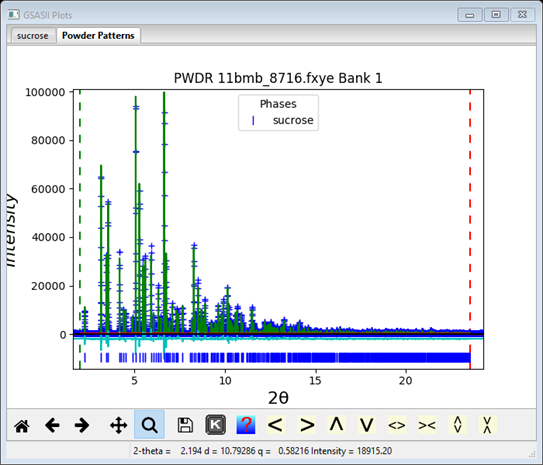 GSASII Plots
sucrose Powder Patterns
PWDR 11bmb_8716.fxye Bank 1
Phases
sucrose
Intensity
100000
80000
60000
40000
20000
0
5 10 15 20
2θ
K ? < > Λ V <> ><
2-theta = 2.194 d = 10.79286 q = 0.58216 Intensity = 18915.20